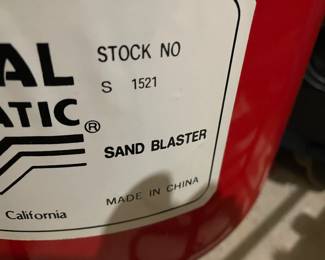 STOCK NO
S 1521
AL
ATIC®
SAND BLASTER
MADE IN CHINA
California